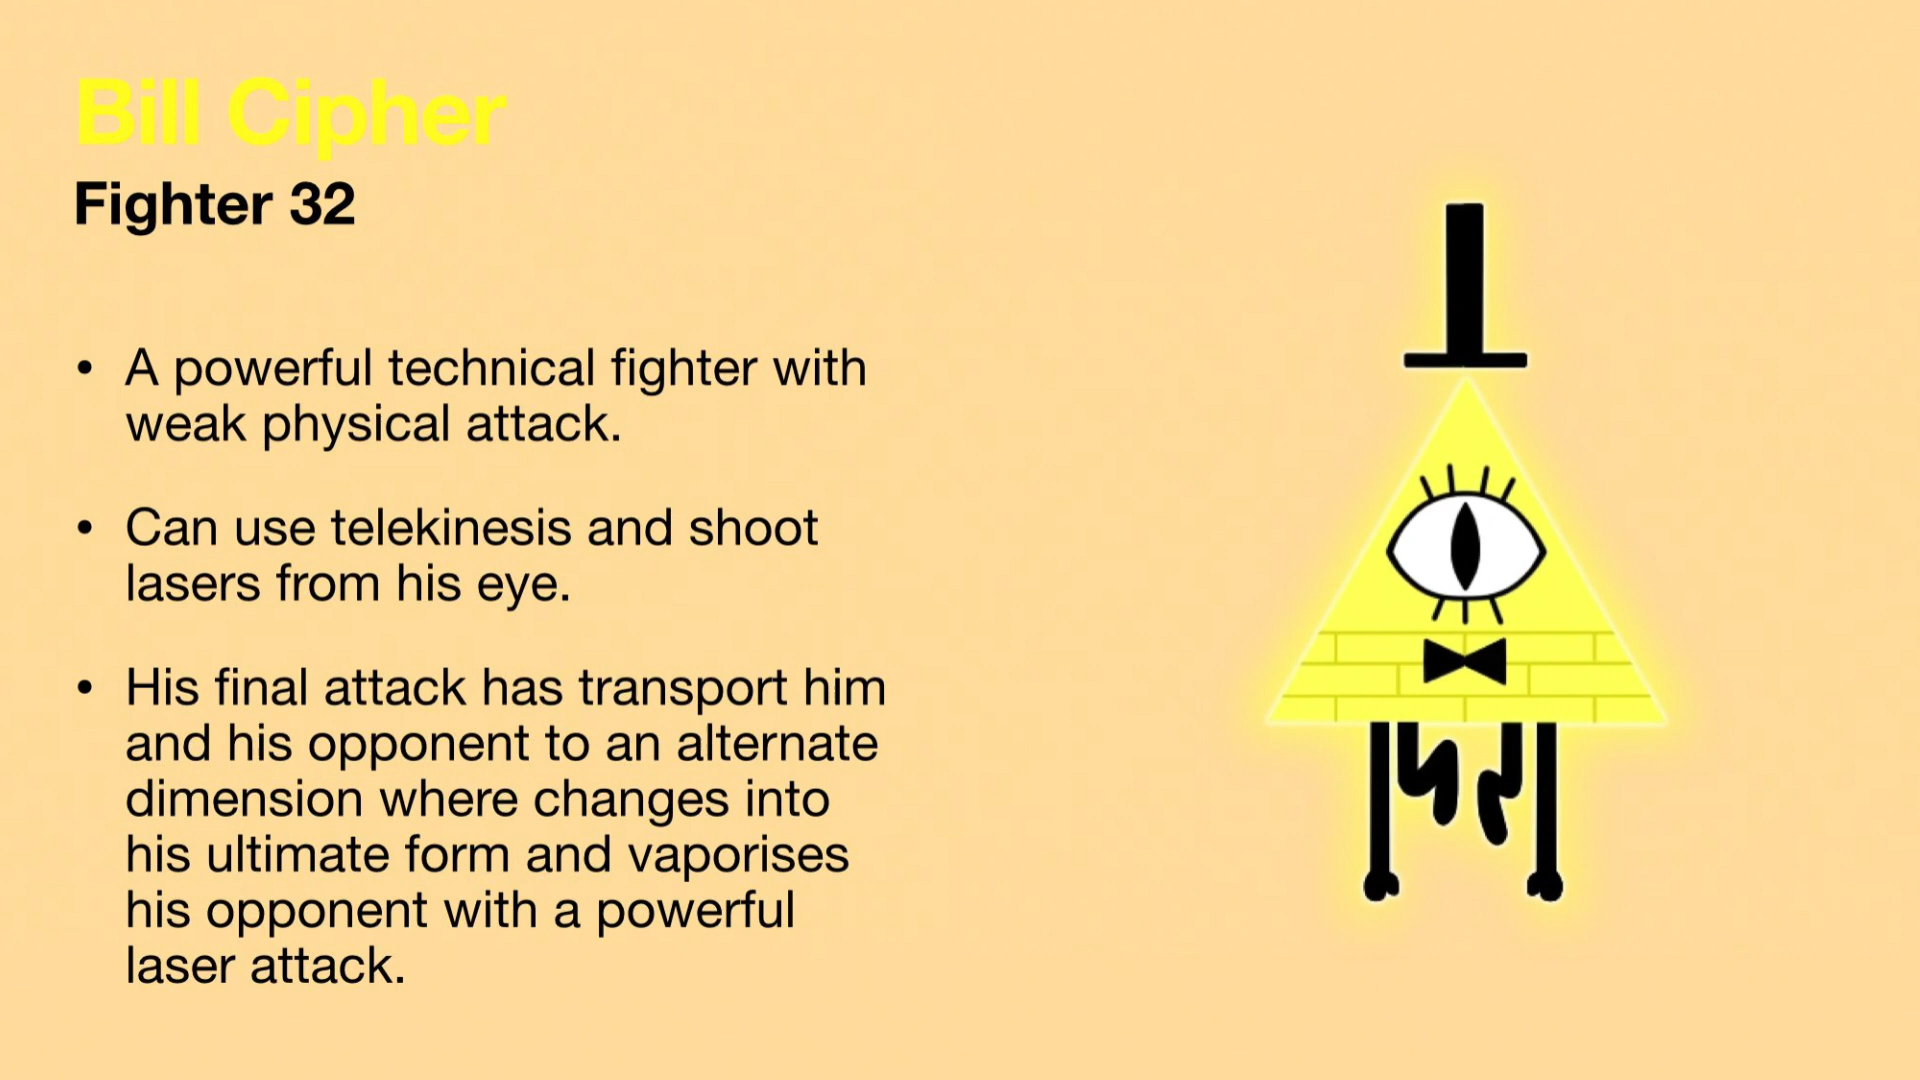 Bill Cipher
Fighter 32
• A powerful technical fighter with
weak physical attack.
• Can use telekinesis and shoot
lasers from his eye.
• His final attack has transport him
and his opponent to an alternate
dimension where changes into
his ultimate form and vaporises
his opponent with a powerful
laser attack.